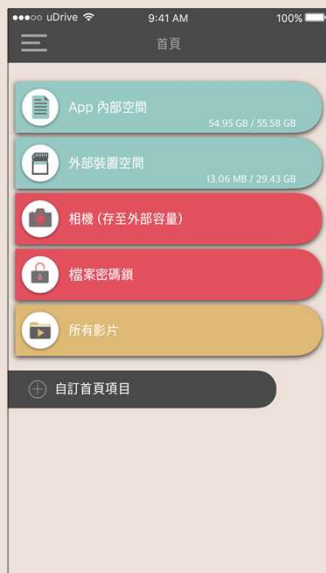 uDrive 9:41 AM 100%
首頁
App 內部空間
54.95 GB / 55.58 GB
外部裝置空間
13.06 MB / 29.43 GB
相機 (存至外部容量)
檔案密碼鎖
所有影片
自訂首頁項目